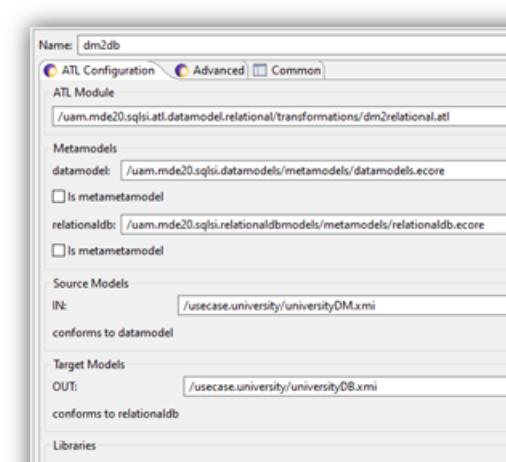 Name: dm2db
ATL Configuration Advanced Common
ATL Module
/uam.mde20.sqlsi.atl.datamodel.relational/transformations/dm2relational.atl
Metamodels
datamodel: /uam.mde20.sqlsi.datamodels/metamodels/datamodels.ecore
Is metametamodel
relationaldb: /uam.mde20.sqlsi.relationaldbmodels/metamodels/relationaldb.ecore
Is metametamodel
Source Models
IN: /usecase.university/universityDM.xmi
conforms to datamodel
Target Models
OUT: /usecase.university/universityDB.xmi
conforms to relationaldb
Libraries